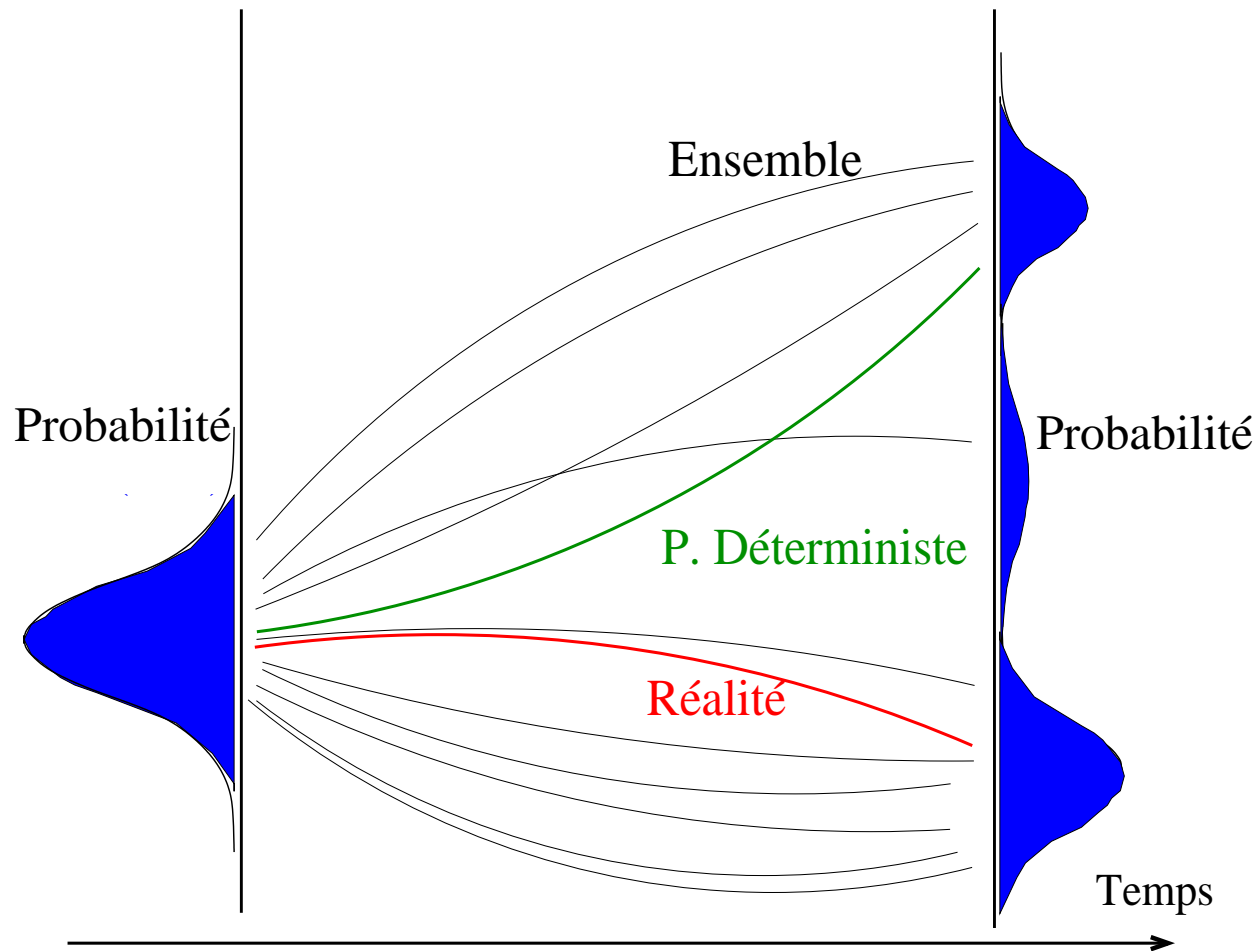 Ensemble
Probabilité
Probabilité
P. Déterministe
Réalité
Temps